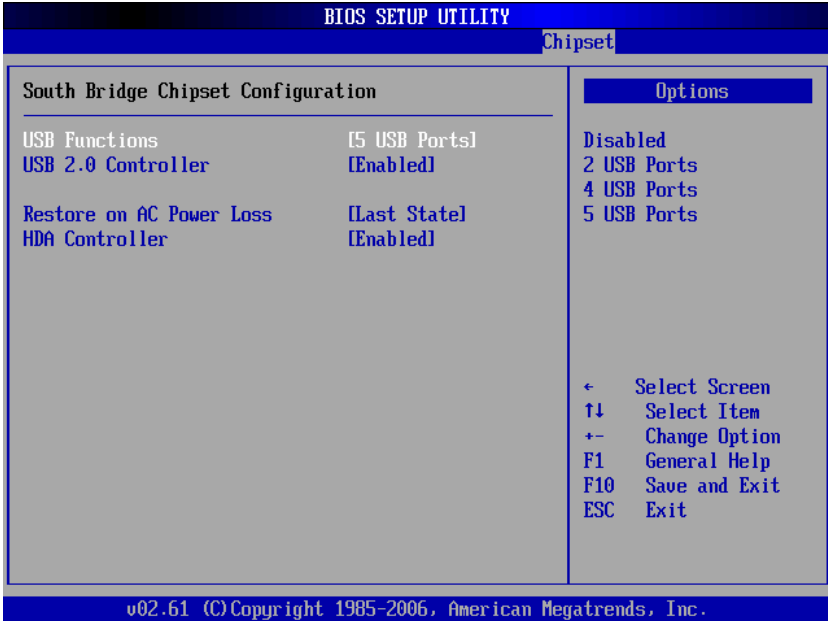 BIOS SETUP UTILITY
Chipset
South Bridge Chipset Configuration
USB Functions [5 USB Ports]
USB 2.0 Controller [Enabled]
Restore on AC Power Loss [Last State]
HDA Controller [Enabled]
Options
Disabled
2 USB Ports
4 USB Ports
5 USB Ports
← Select Screen
↑↓ Select Item
+- Change Option
F1 General Help
F10 Save and Exit
ESC Exit
v02.61 (C)Copyright 1985-2006, American Megatrends, Inc.